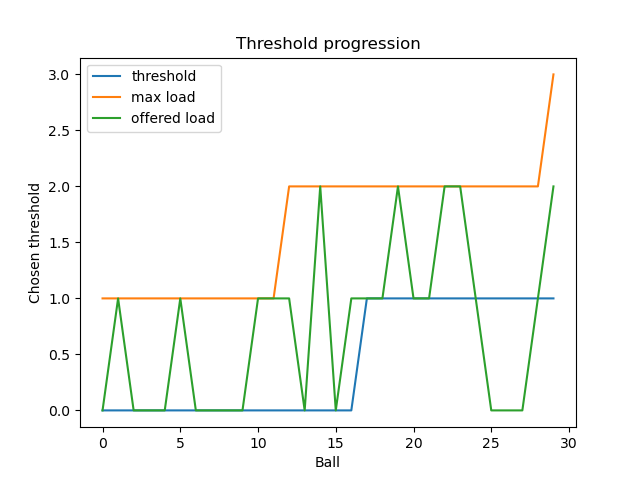 Threshold progression
threshold
max load
offered load
Chosen threshold
3.0
2.5
2.0
1.5
1.0
0.5
0.0
0 5 10 15 20 25 30
Ball